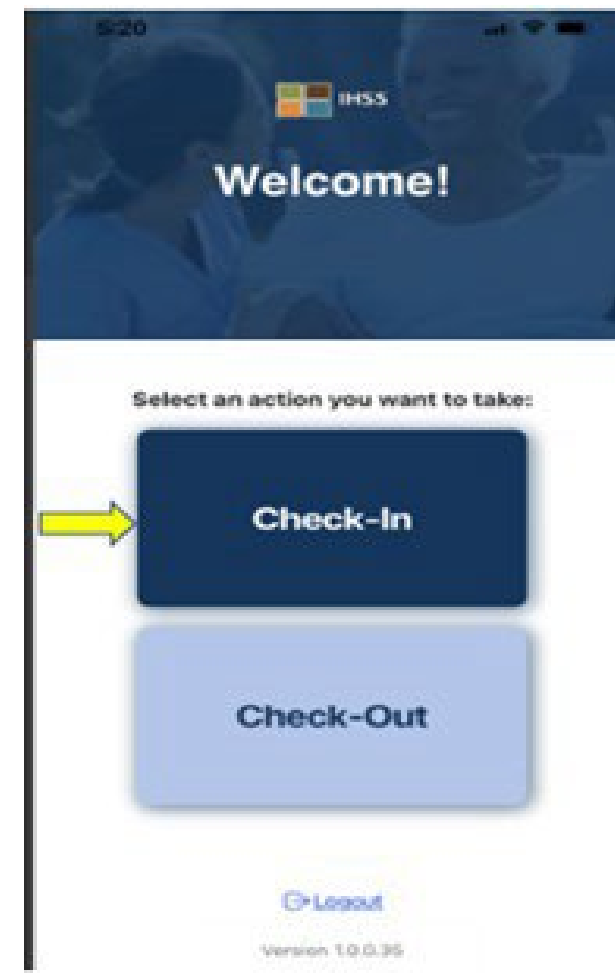 5:20
IHSS
Welcome!
Select an action you want to take:
Check-In
Check-Out
Logout
Version 1.0.0.35